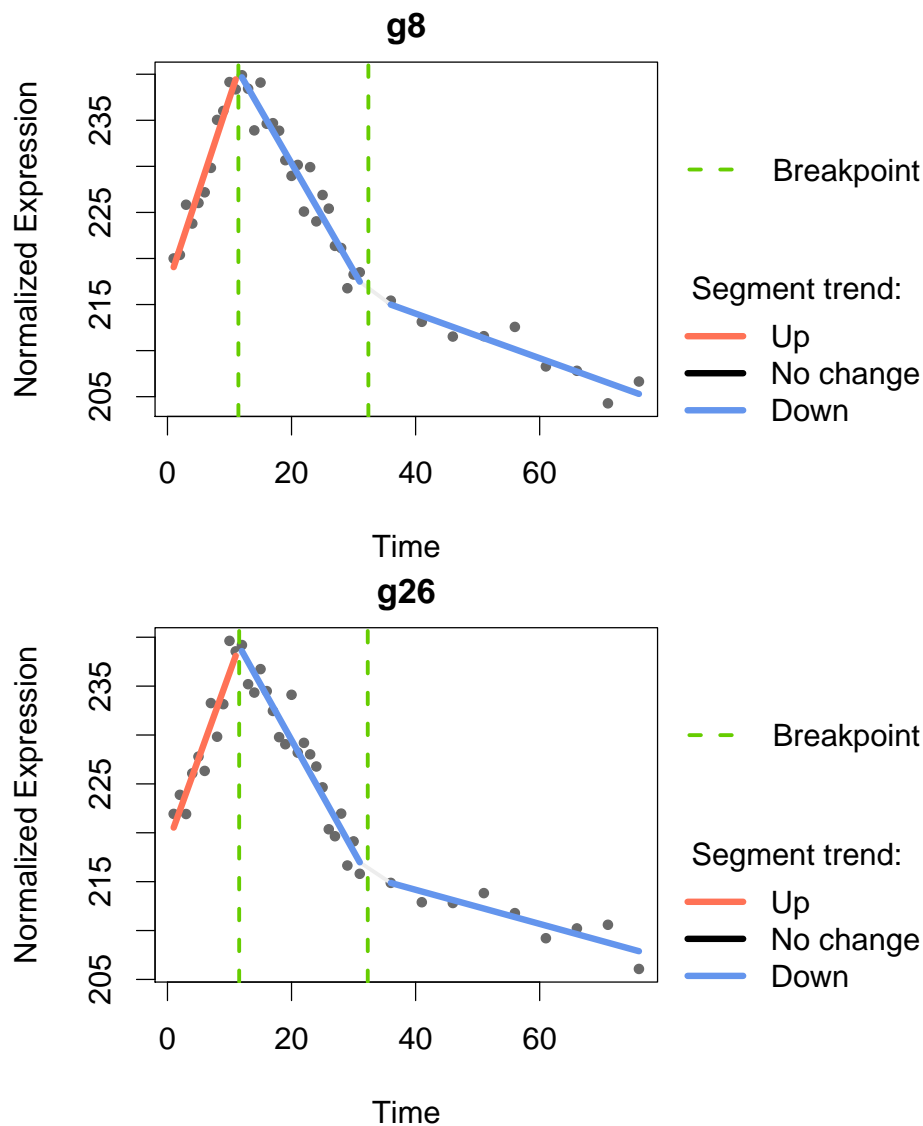 g8
Normalized Expression
235
225
215
205
0 20 40 60
Time
Breakpoint
Segment trend:
Up
No change
Down
g26
Normalized Expression
235
225
215
205
0 20 40 60
Time
Breakpoint
Segment trend:
Up
No change
Down